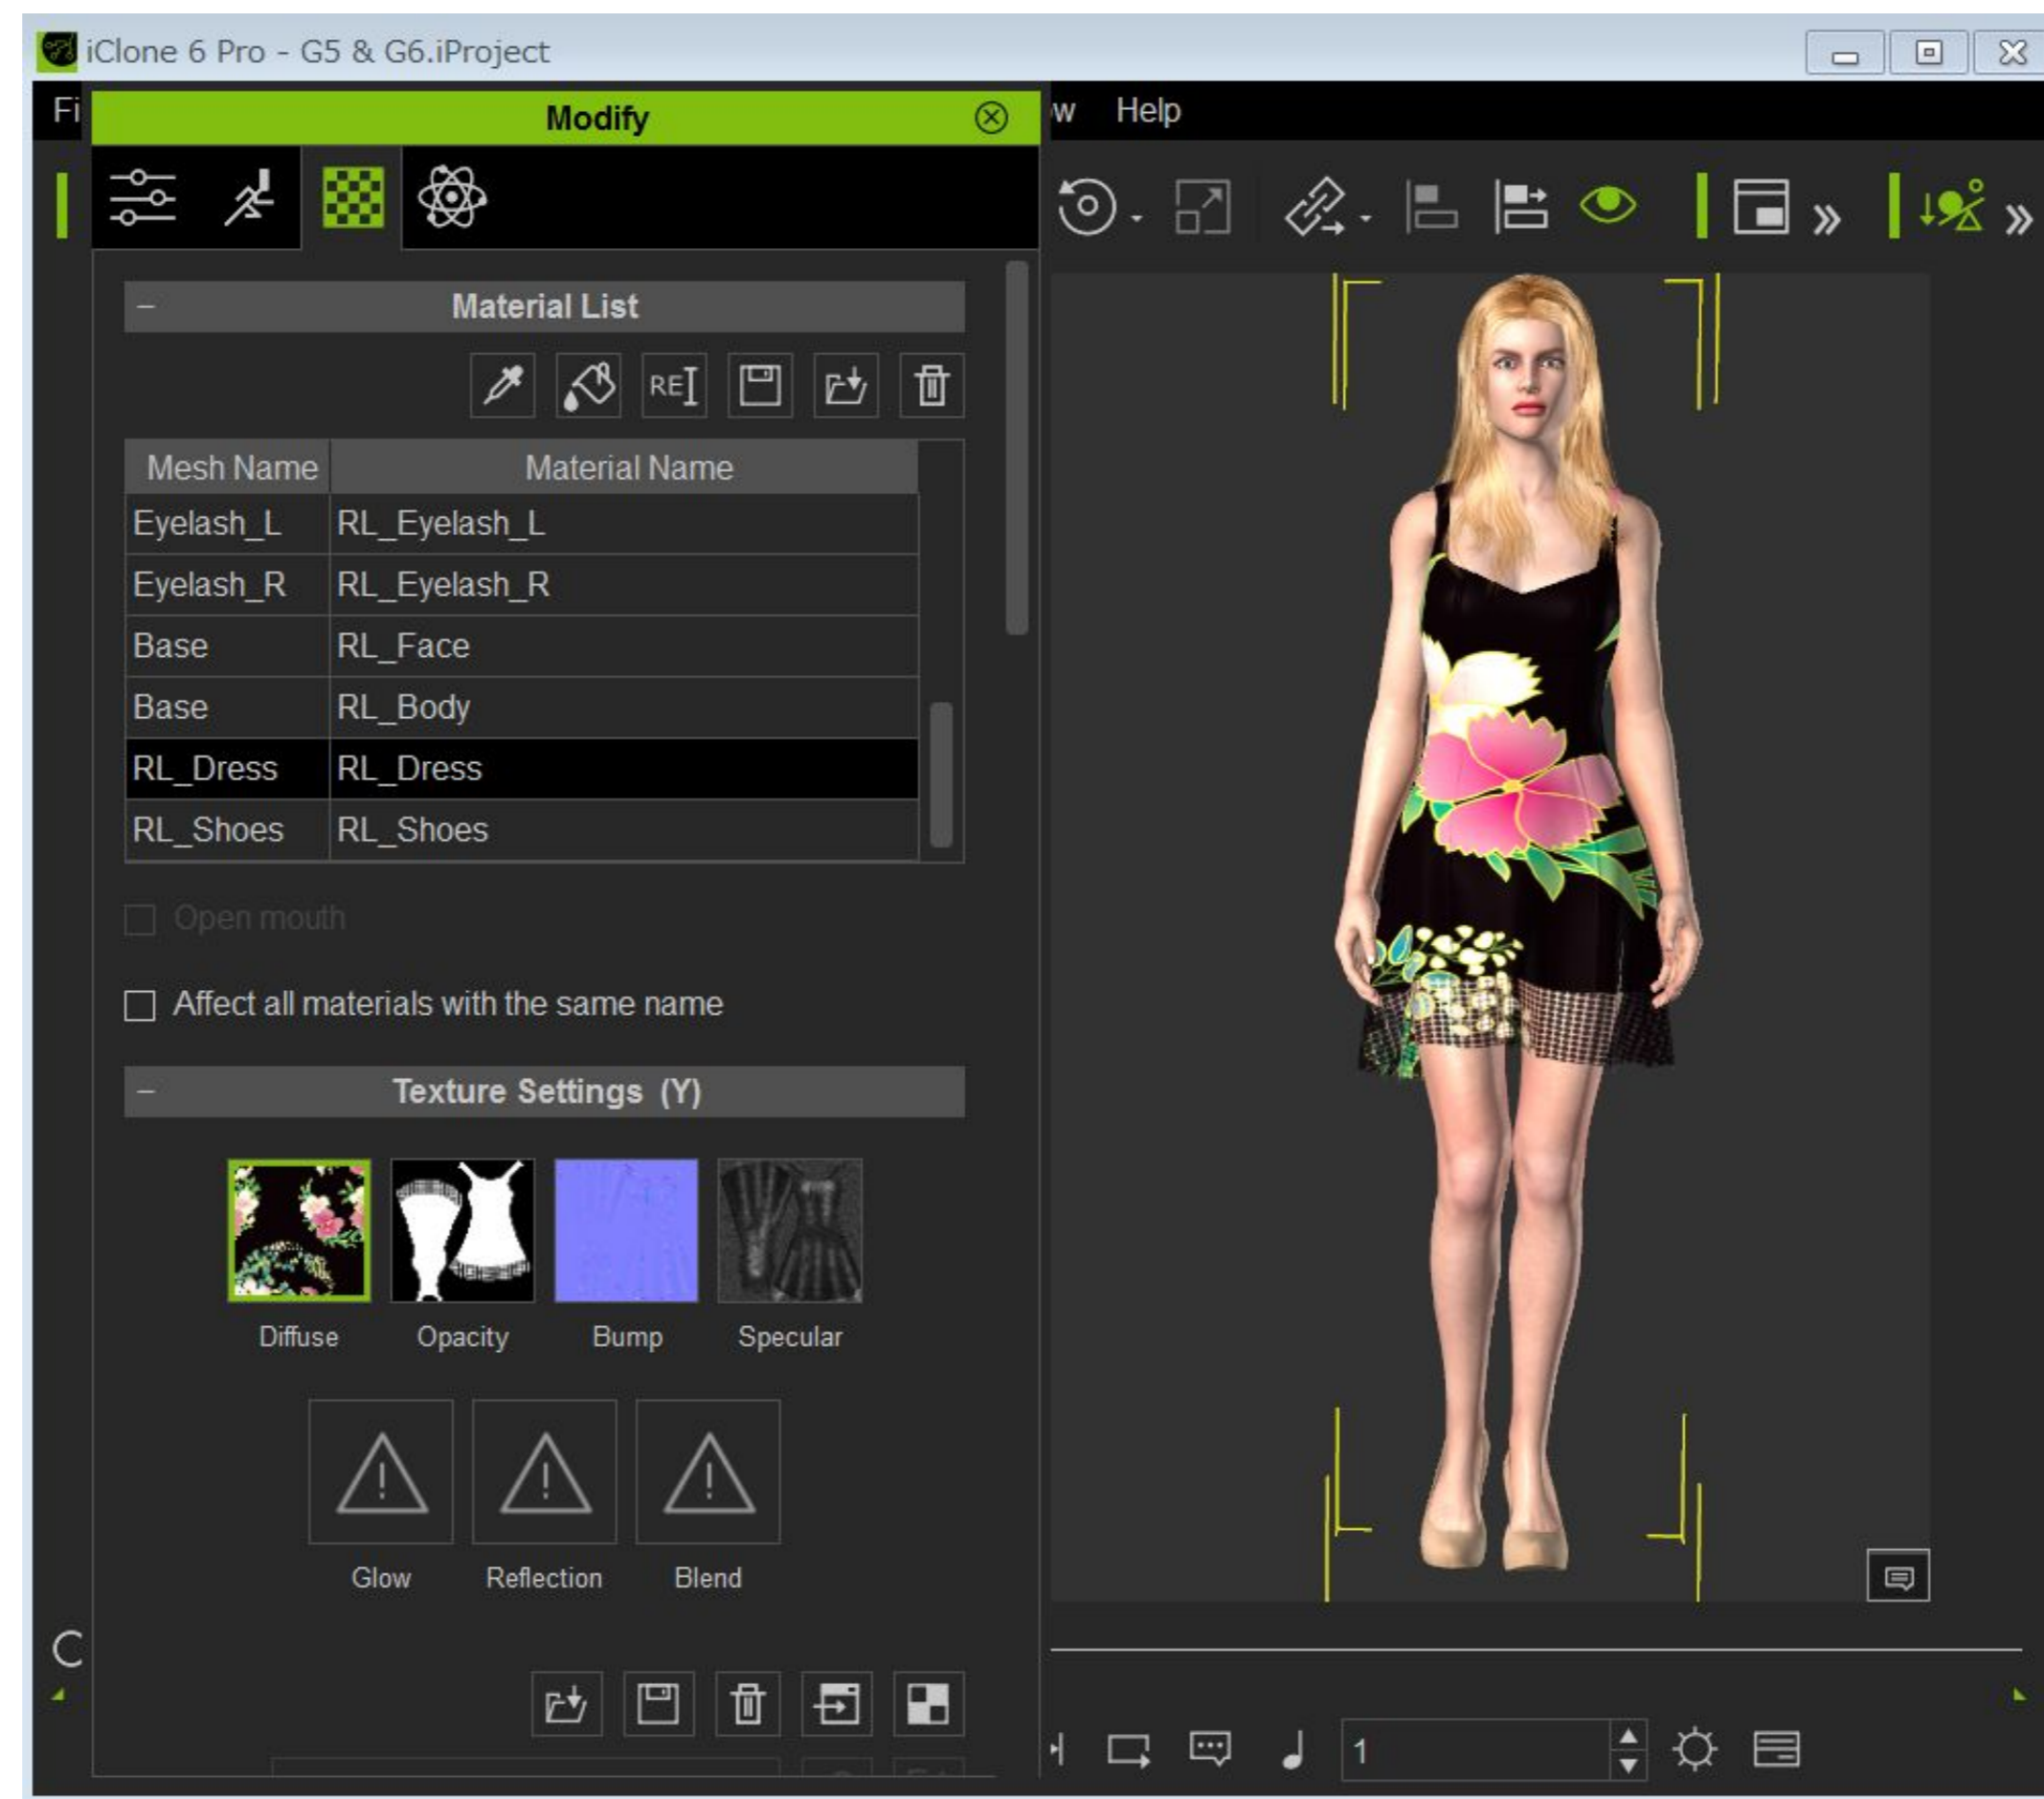 iClone 6 Pro - G5 & G6.iProject
Fi
w Help
Modify
Material List
RE
Mesh Name Material Name
Eyelash_L RL_Eyelash_L
Eyelash_R RL_Eyelash_R
Base RL_Face
Base RL_Body
RL_Dress RL_Dress
RL_Shoes RL_Shoes
Open mouth
Affect all materials with the same name
Texture Settings (Y)
Diffuse Opacity Bump Specular
Glow Reflection Blend
C
1